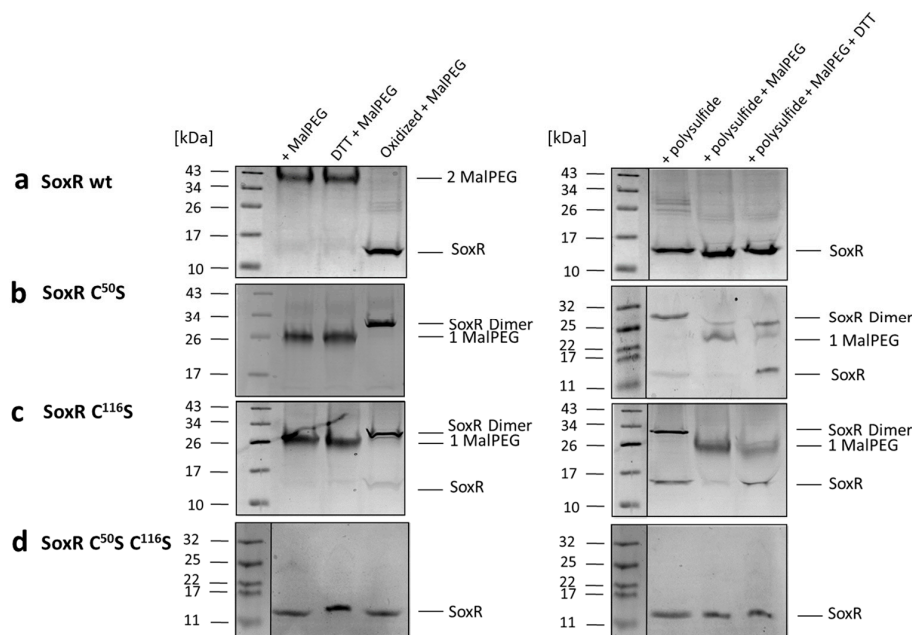 + MalPEG
DTT + MalPEG
Oxidized + MalPEG
+ polysulfide
+ polysulfide + MalPEG
+ polysulfide + MalPEG + DTT
[kDa]
[kDa]
a SoxR wt
43
34
26
17
10
2 MalPEG
SoxR
43
34
26
17
10
SoxR
b SoxR C⁵⁰S
43
34
26
17
SoxR Dimer
1 MalPEG
32
25
22
17
11
SoxR Dimer
1 MalPEG
SoxR
c SoxR C¹¹⁶S
43
34
26
17
10
SoxR Dimer
1 MalPEG
SoxR
43
34
26
17
10
SoxR Dimer
1 MalPEG
SoxR
d SoxR C⁵⁰S C¹¹⁶S
32
25
22
17
11
SoxR
32
25
22
17
11
SoxR